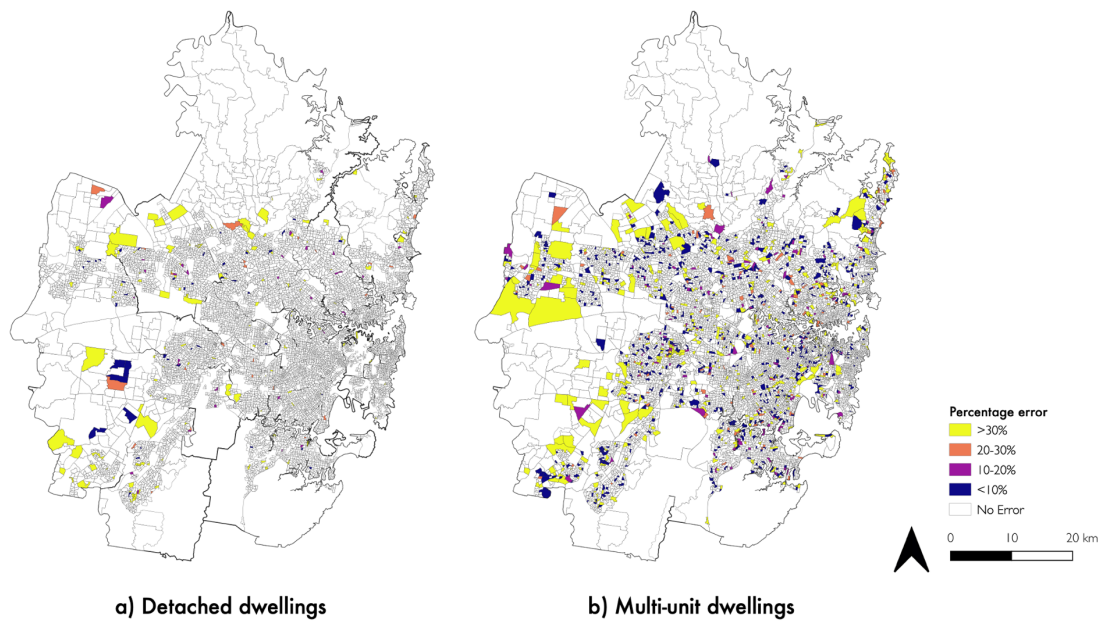 Percentage error
>30%
20-30%
10-20%
<10%
No Error
0 10 20 km
a) Detached dwellings
b) Multi-unit dwellings